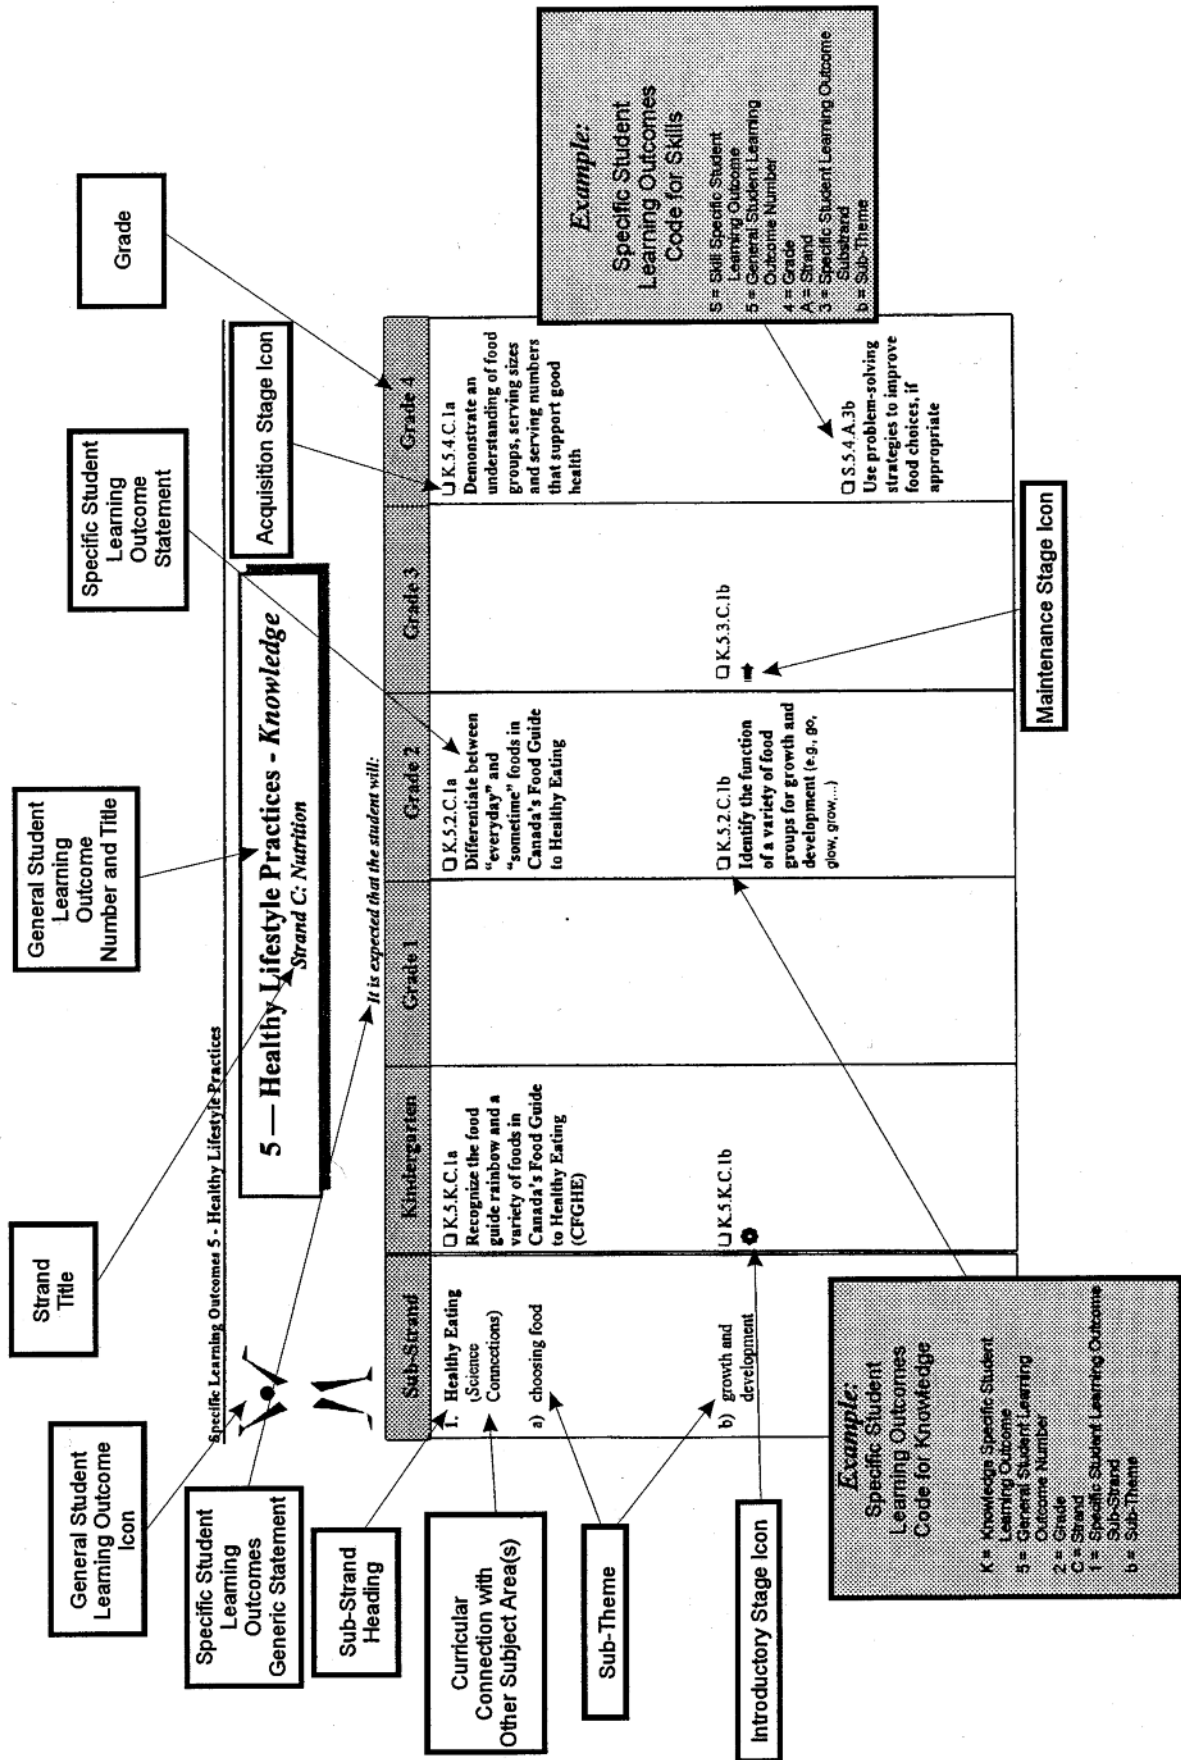 General Student
Learning Outcome
Icon
Strand
Title
General Student
Learning
Outcome
Number and Title
Specific Student
Learning
Outcome
Statement
Grade
Specific Student
Learning
Outcomes
Generic Statement
Specific Learning Outcomes 5 - Healthy Lifestyle Practices
5 — Healthy Lifestyle Practices - Knowledge
Strand C: Nutrition
Acquisition Stage Icon
It is expected that the student will:
Sub-Strand
Heading
Curricular
Connection with
Other Subject Area(s)
Sub-Theme
Introductory Stage Icon
Sub-Strand
Kindergarten
Grade 1
Grade 2
Grade 3
Grade 4
1. Healthy Eating
(Science
Connections)
a) choosing food
b) growth and
development
❑ K.5.K.C.1a
Recognize the food
guide rainbow and a
variety of foods in
Canada's Food Guide
to Healthy Eating
(CFGHE)
❑ K.5.K.C.1b
❑ K.5.2.C.1a
Differentiate between
"everyday" and
"sometime" foods in
Canada's Food Guide
to Healthy Eating
❑ K.5.2.C.1b
Identify the function
of a variety of food
groups for growth and
development (e.g., go,
glow, grow,...)
❑ K.5.3.C.1b
❑ K.5.4.C.1a
Demonstrate an
understanding of food
groups, serving sizes
and serving numbers
that support good
health
❑ S.5.4.A.3b
Use problem-solving
strategies to improve
food choices, if
appropriate
Maintenance Stage Icon
Example:
Specific Student
Learning Outcomes
Code for Knowledge
K = Knowledge Specific Student
Learning Outcome
5 = General Student Learning
Outcome Number
2 = Grade
C = Strand
1 = Specific Student Learning Outcome
Sub-Strand
b = Sub-Theme
Example:
Specific Student
Learning Outcomes
Code for Skills
S = Skill Specific Student
Learning Outcome
5 = General Student Learning
Outcome Number
4 = Grade
A = Strand
3 = Specific Student Learning Outcome
Substrand
b = Sub-Theme